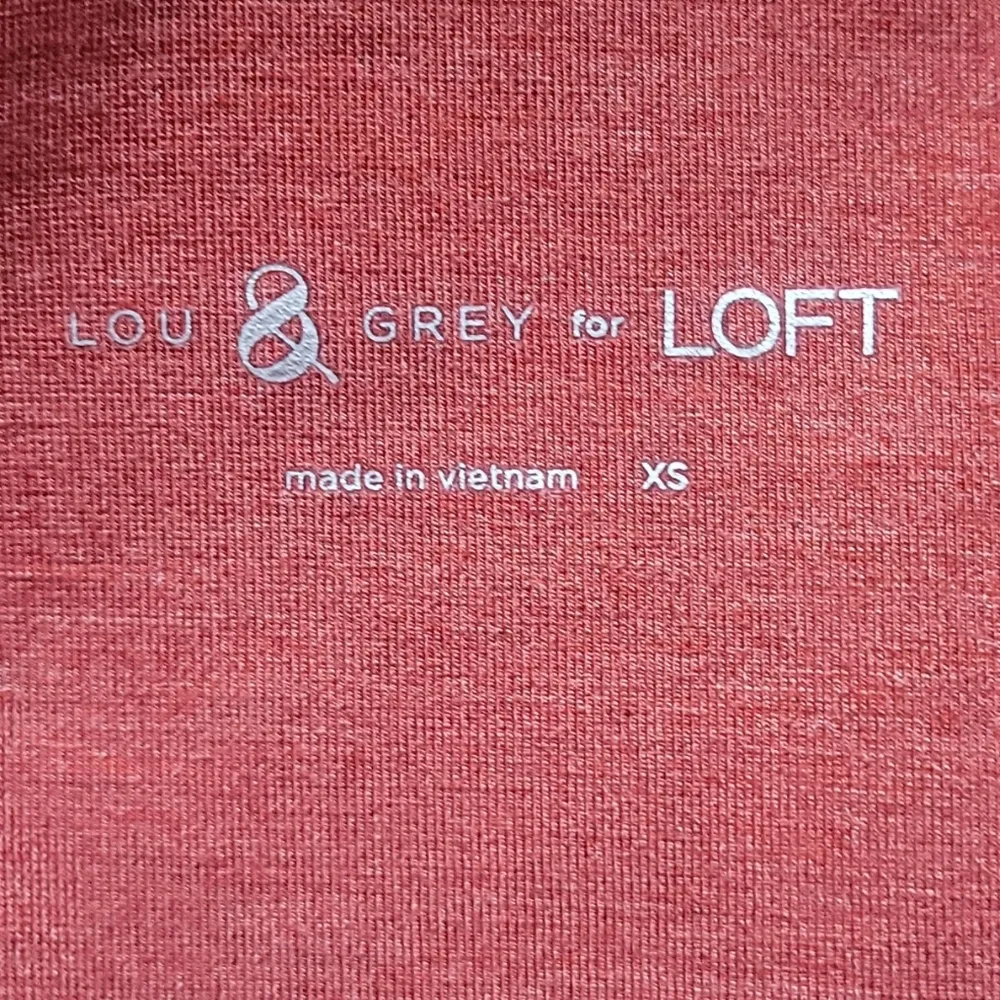 LOU & GREY for LOFT
made in vietnam XS